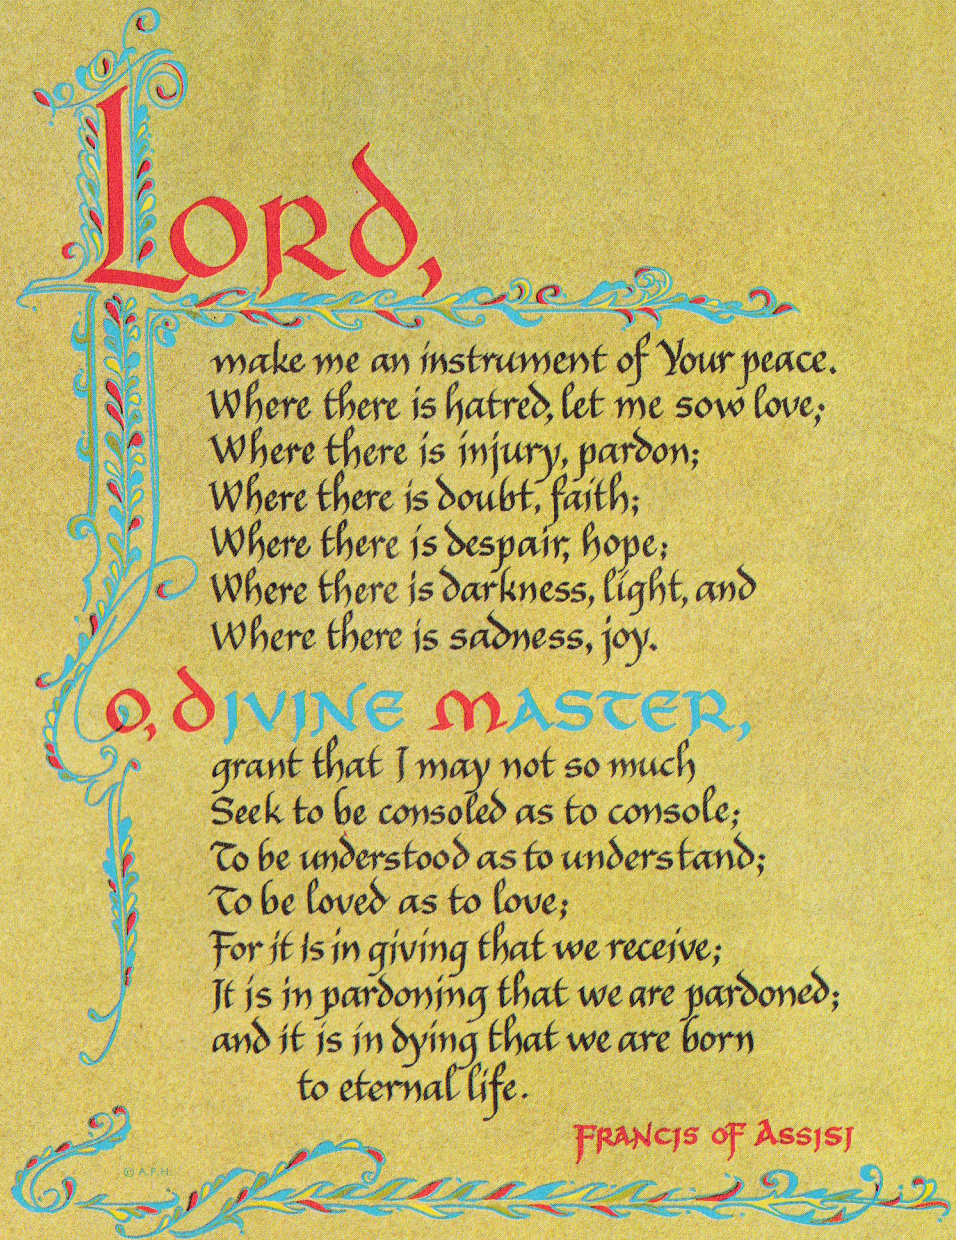 Lord,
make me an instrument of Your peace.
Where there is hatred, let me sow love;
Where there is injury, pardon;
Where there is doubt, faith;
Where there is despair, hope;
Where there is darkness, light, and
Where there is sadness, joy.
O, DIVINE MASTER,
grant that I may not so much
Seek to be consoled as to console;
To be understood as to understand;
To be loved as to love;
For it is in giving that we receive;
It is in pardoning that we are pardoned;
and it is in dying that we are born
to eternal life.
FRANCIS OF ASSISI
© A.P.H.